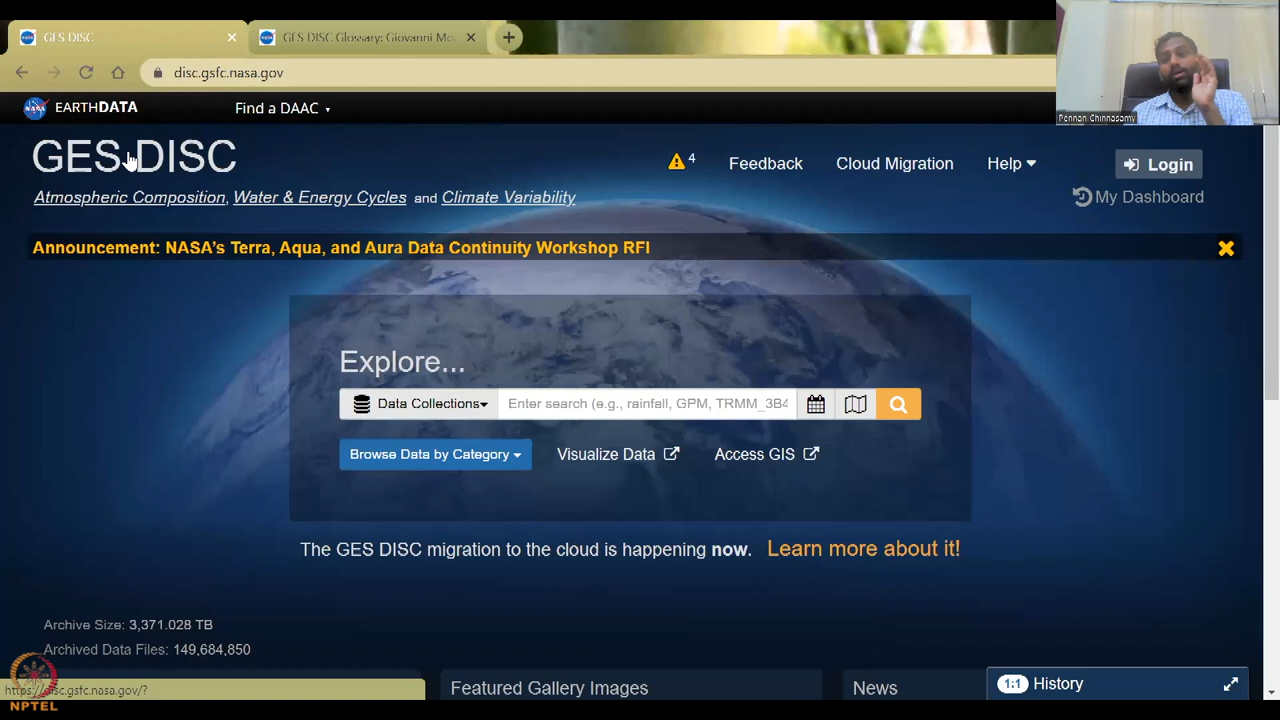 GES DISC
GES DISC Glossary: Giovanni Me
disc.gsfc.nasa.gov
Pennan Chinnasamy
EARTHDATA
Find a DAAC
GES DISC
4
Feedback
Cloud Migration
Help
Login
Atmospheric Composition, Water & Energy Cycles and Climate Variability
My Dashboard
Announcement: NASA's Terra, Aqua, and Aura Data Continuity Workshop RFI
Explore...
Data Collections
Enter search (e.g., rainfall, GPM, TRMM_3B4
Browse Data by Category
Visualize Data
Access GIS
The GES DISC migration to the cloud is happening now. Learn more about it!
Archive Size: 3,371.028 TB
Archived Data Files: 149,684,850
https://disc.gsfc.nasa.gov/?
Featured Gallery Images
News
1:1 History
NPTEL